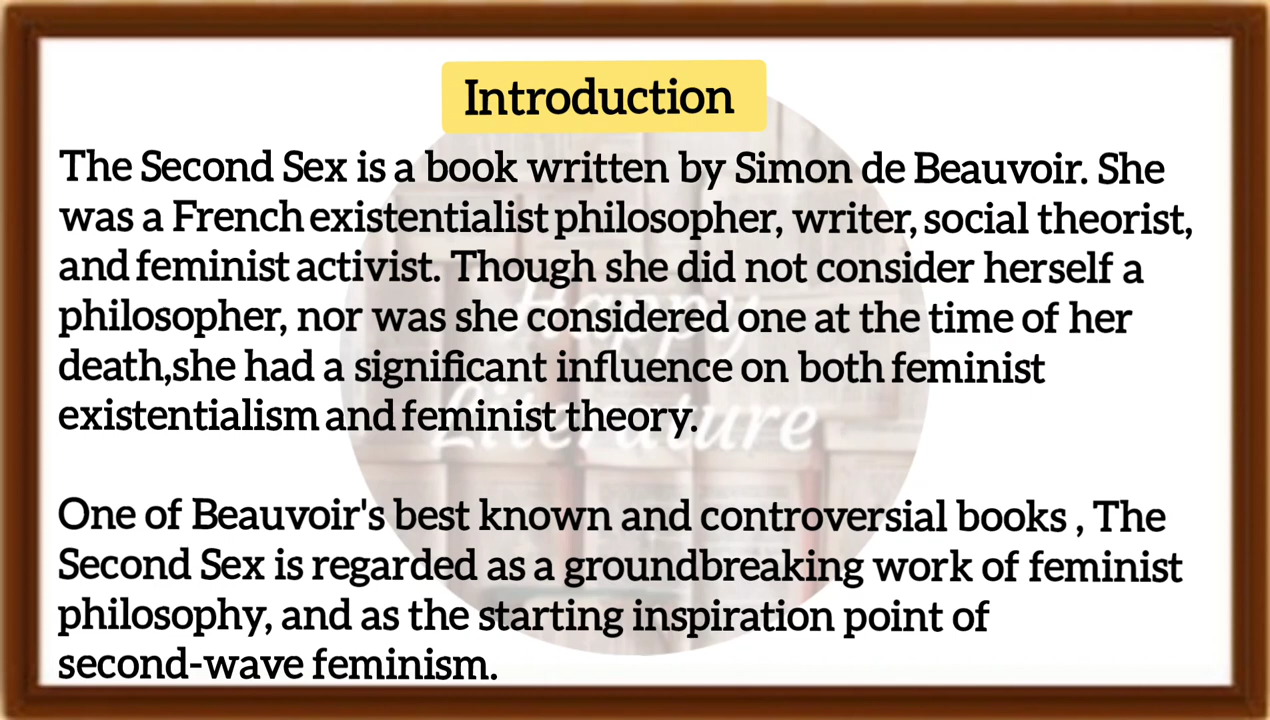 Introduction
The Second Sex is a book written by Simon de Beauvoir. She
was a French existentialist philosopher, writer, social theorist,
and feminist activist. Though she did not consider herself a
philosopher, nor was she considered one at the time of her
death,she had a significant influence on both feminist
existentialism and feminist theory.
One of Beauvoir's best known and controversial books , The
Second Sex is regarded as a groundbreaking work of feminist
philosophy, and as the starting inspiration point of
second-wave feminism.
Happy
Literature